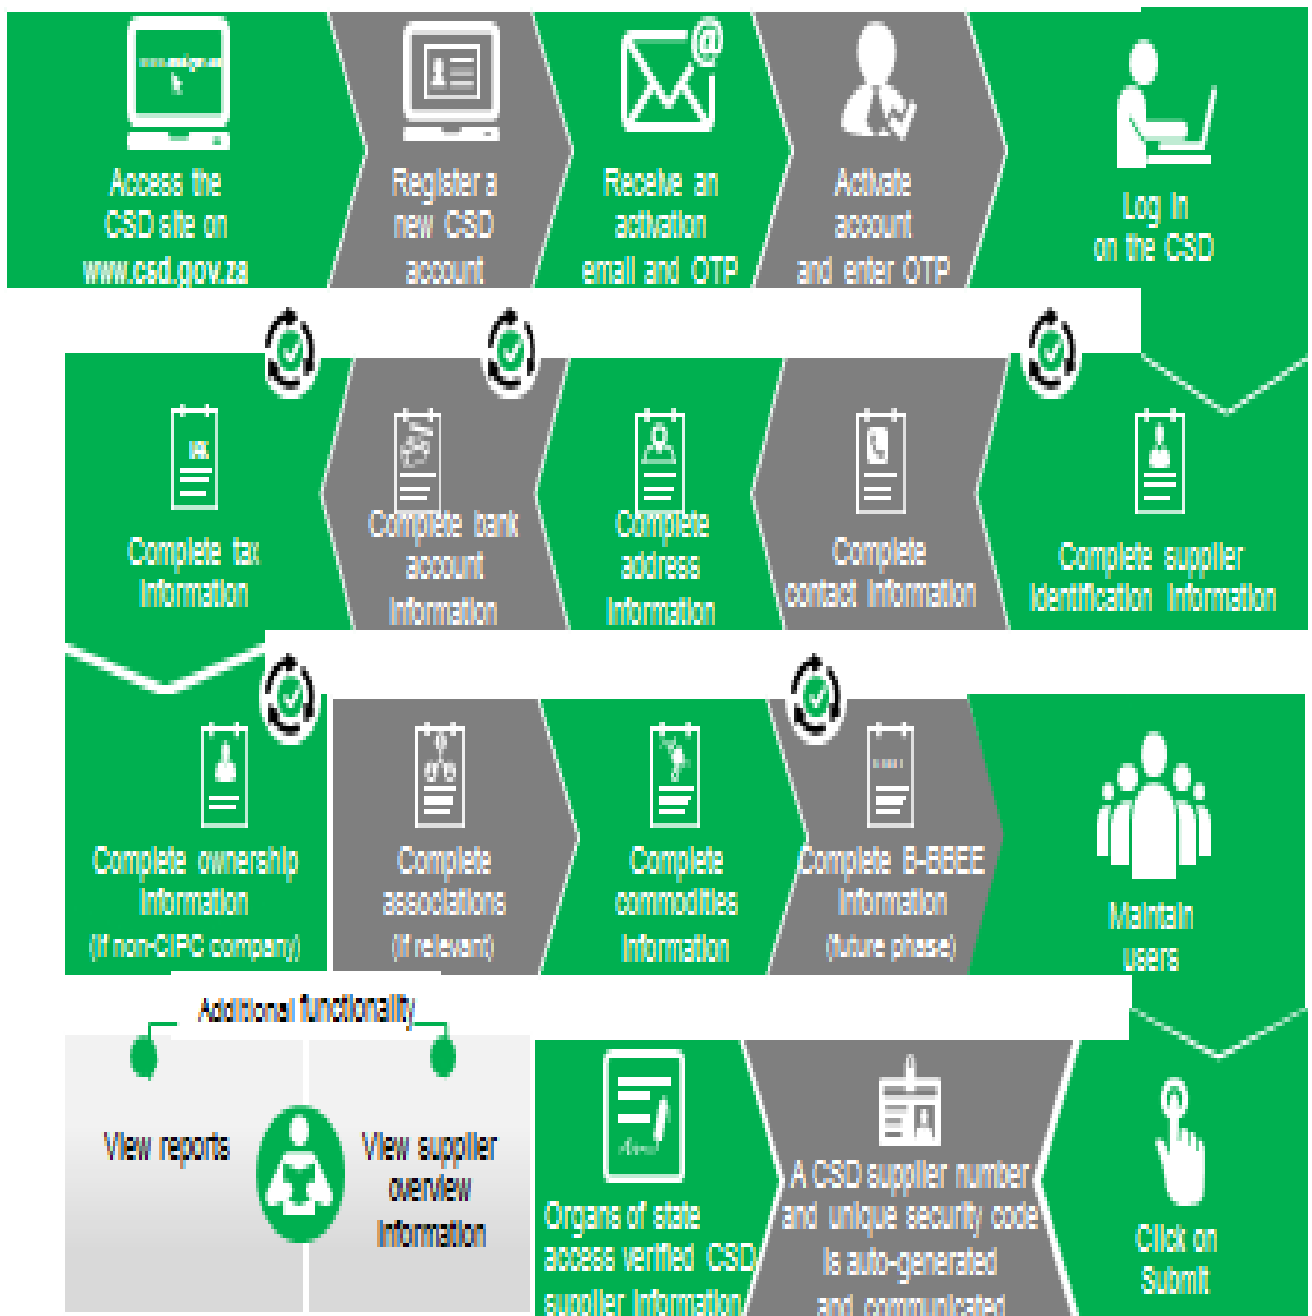 Access the
CSD site on
www.csd.gov.za
Register a
new CSD
account
Receive an
activation
email and OTP
Activate
account
and enter OTP
Log in
on the CSD
Complete tax
Information
Complete bank
account
Information
Complete
address
Information
Complete
contact Information
Complete supplier
Identification Information
Complete ownership
Information
(If non-CIPC company)
Complete
associations
(If relevant)
Complete
commodities
Information
Complete B-BBEE
Information
(future phase)
Maintain
users
Additional functionality
View reports
View supplier
overview
Information
Organs of state
access verified CSD
supplier Information
A CSD supplier number
and unique security code
is auto-generated
and communicated
Click on
Submit